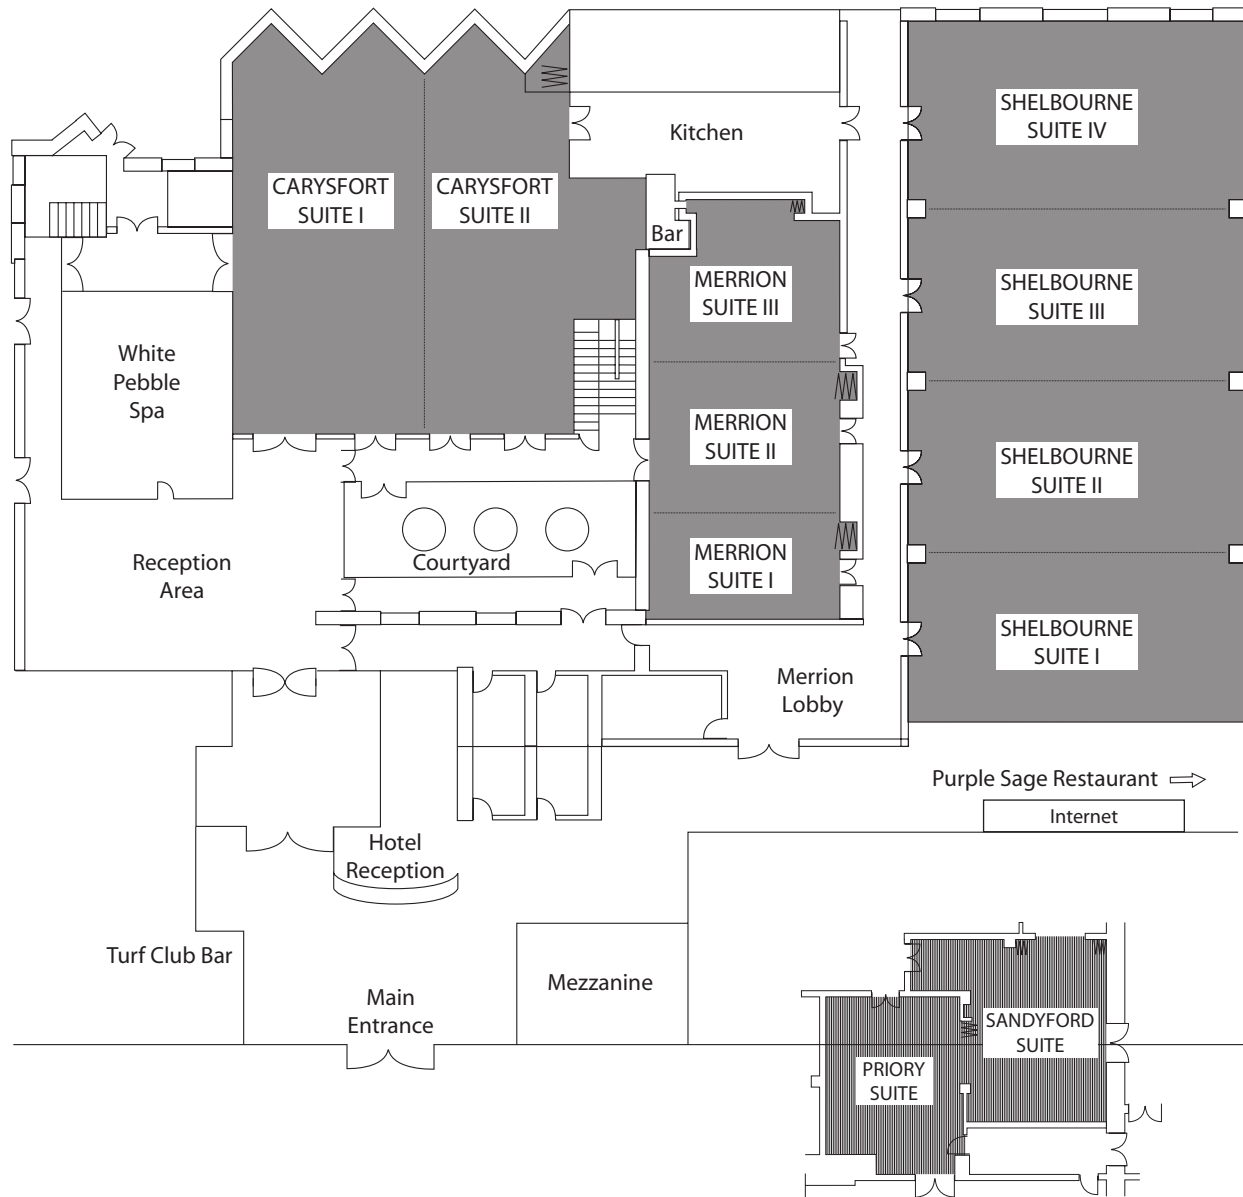 SHELBOURNE
SUITE IV
Kitchen
CARYSFORT
SUITE I
CARYSFORT
SUITE II
Bar
MERRION
SUITE III
SHELBOURNE
SUITE III
White
Pebble
Spa
MERRION
SUITE II
SHELBOURNE
SUITE II
Reception
Area
Courtyard
MERRION
SUITE I
SHELBOURNE
SUITE I
Merrion
Lobby
Purple Sage Restaurant
Internet
Hotel
Reception
Turf Club Bar
Mezzanine
Main
Entrance
SANDYFORD
SUITE
PRIORY
SUITE